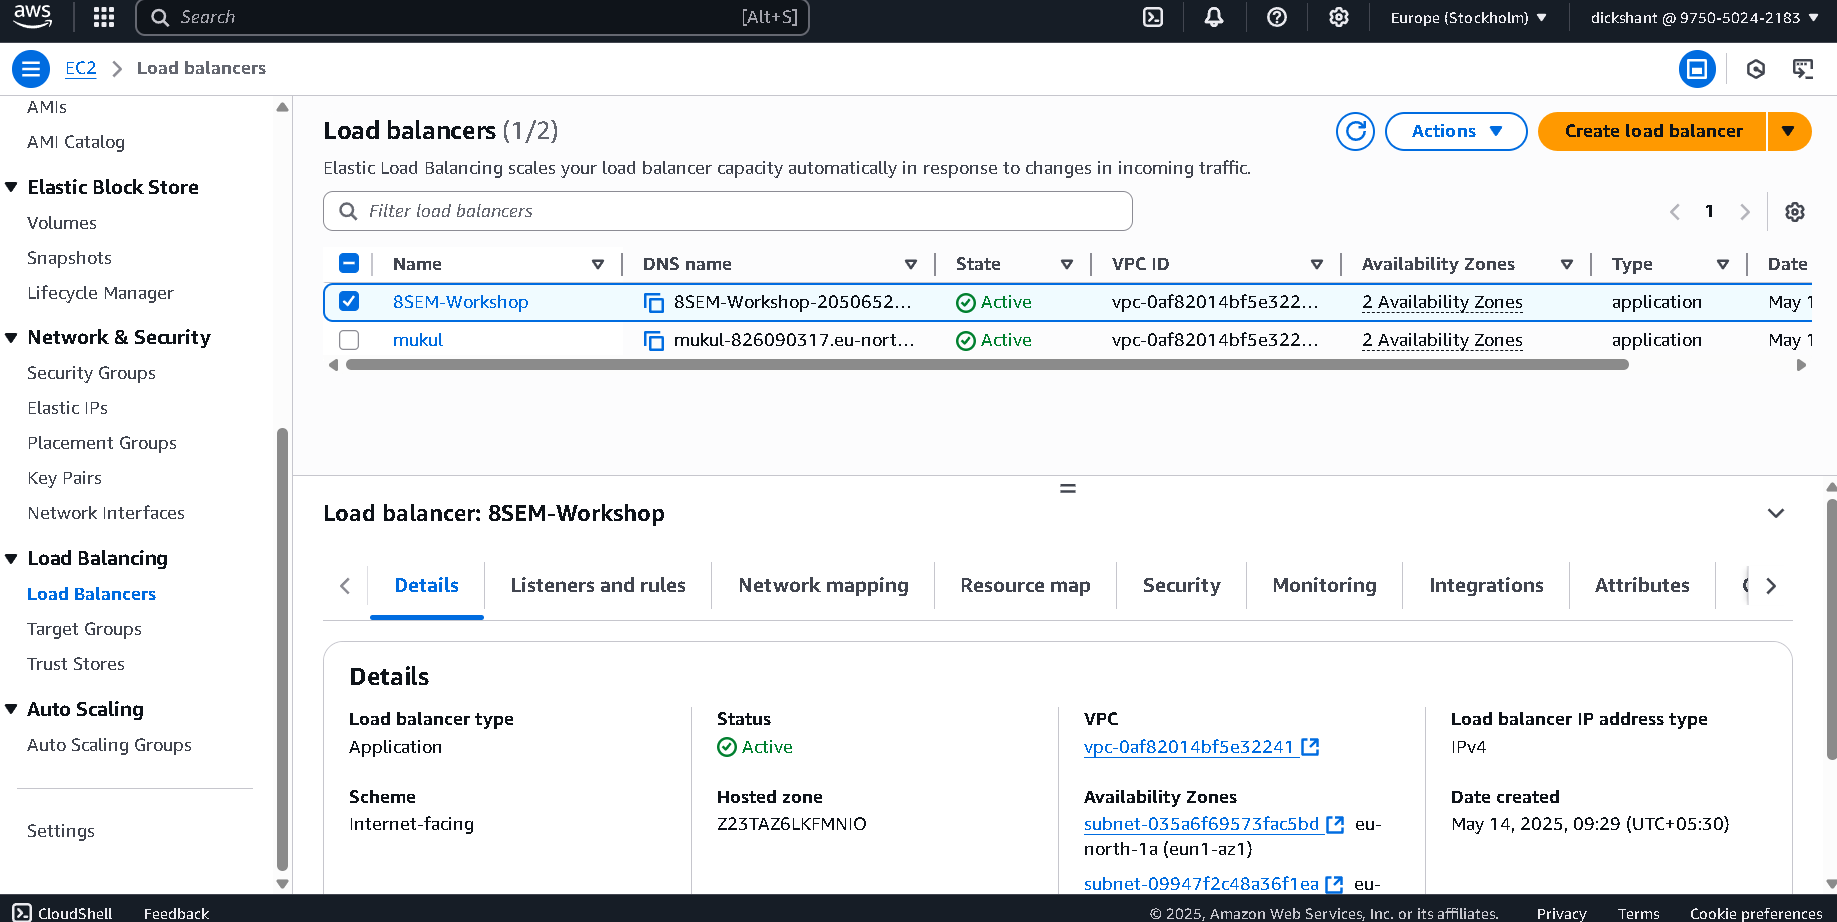 aws
Search [Alt+S]
Europe (Stockholm)
dickshant @ 9750-5024-2183
EC2 > Load balancers
AMIs
AMI Catalog
Elastic Block Store
Volumes
Snapshots
Lifecycle Manager
Network & Security
Security Groups
Elastic IPs
Placement Groups
Key Pairs
Network Interfaces
Load Balancing
Load Balancers
Target Groups
Trust Stores
Auto Scaling
Auto Scaling Groups
Settings
Load balancers (1/2)
Actions
Create load balancer
Elastic Load Balancing scales your load balancer capacity automatically in response to changes in incoming traffic.
Filter load balancers
1
Name DNS name State VPC ID Availability Zones Type Date
8SEM-Workshop 8SEM-Workshop-2050652... Active vpc-0af82014bf5e322... 2 Availability Zones application May 1
mukul mukul-826090317.eu-nort... Active vpc-0af82014bf5e322... 2 Availability Zones application May 1
Load balancer: 8SEM-Workshop
Details Listeners and rules Network mapping Resource map Security Monitoring Integrations Attributes
Details
Load balancer type
Application
Status
Active
VPC
vpc-0af82014bf5e32241
Load balancer IP address type
IPv4
Scheme
Internet-facing
Hosted zone
Z23TAZ6LKFMNIO
Availability Zones
subnet-035a6f69573fac5bd eu-
north-1a (eun1-az1)
subnet-09947f2c48a36f1ea eu-
Date created
May 14, 2025, 09:29 (UTC+05:30)
CloudShell Feedback
© 2025, Amazon Web Services, Inc. or its affiliates. Privacy Terms Cookie preferences